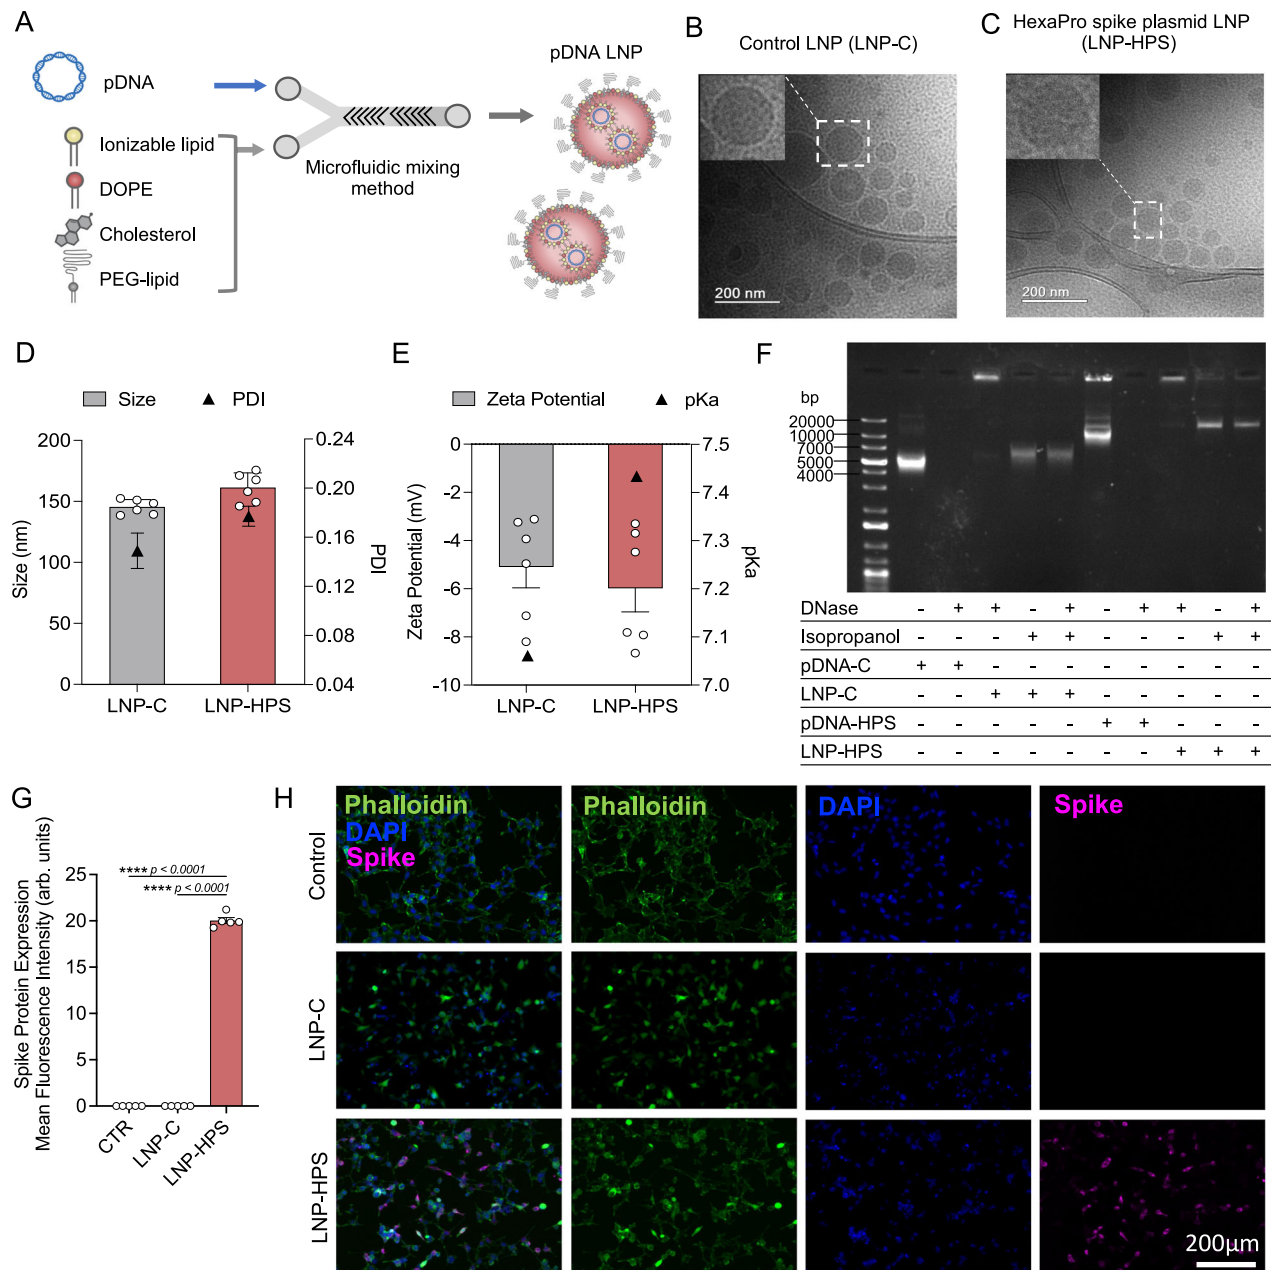 A
pDNA
Ionizable lipid
DOPE
Cholesterol
PEG-lipid
Microfluidic mixing
method
pDNA LNP
B
Control LNP (LNP-C)
200 nm
C
HexaPro spike plasmid LNP
(LNP-HPS)
200 nm
D
Size
PDI
200
150
100
50
0
Size (nm)
0.24
0.20
0.16
0.12
0.08
0.04
PDI
LNP-C
LNP-HPS
E
Zeta Potential
pKa
0
-2
-4
-6
-8
-10
Zeta Potential (mV)
7.5
7.4
7.3
7.2
7.1
7.0
pKa
LNP-C
LNP-HPS
F
bp
20000
10000
7000
5000
4000
DNase - + + - + - + + - +
Isopropanol - - - + + - - - + +
pDNA-C + + - - - - - - - -
LNP-C - - + + + - - - - -
pDNA-HPS - - - - - + + - - -
LNP-HPS - - - - - - - + + +
G
**** p < 0.0001
**** p < 0.0001
25
20
15
10
5
0
Spike Protein Expression
Mean Fluorescence Intensity (arb. units)
CTR
LNP-C
LNP-HPS
H
Phalloidin
DAPI
Spike
Phalloidin
DAPI
Spike
Control
LNP-C
LNP-HPS
200µm